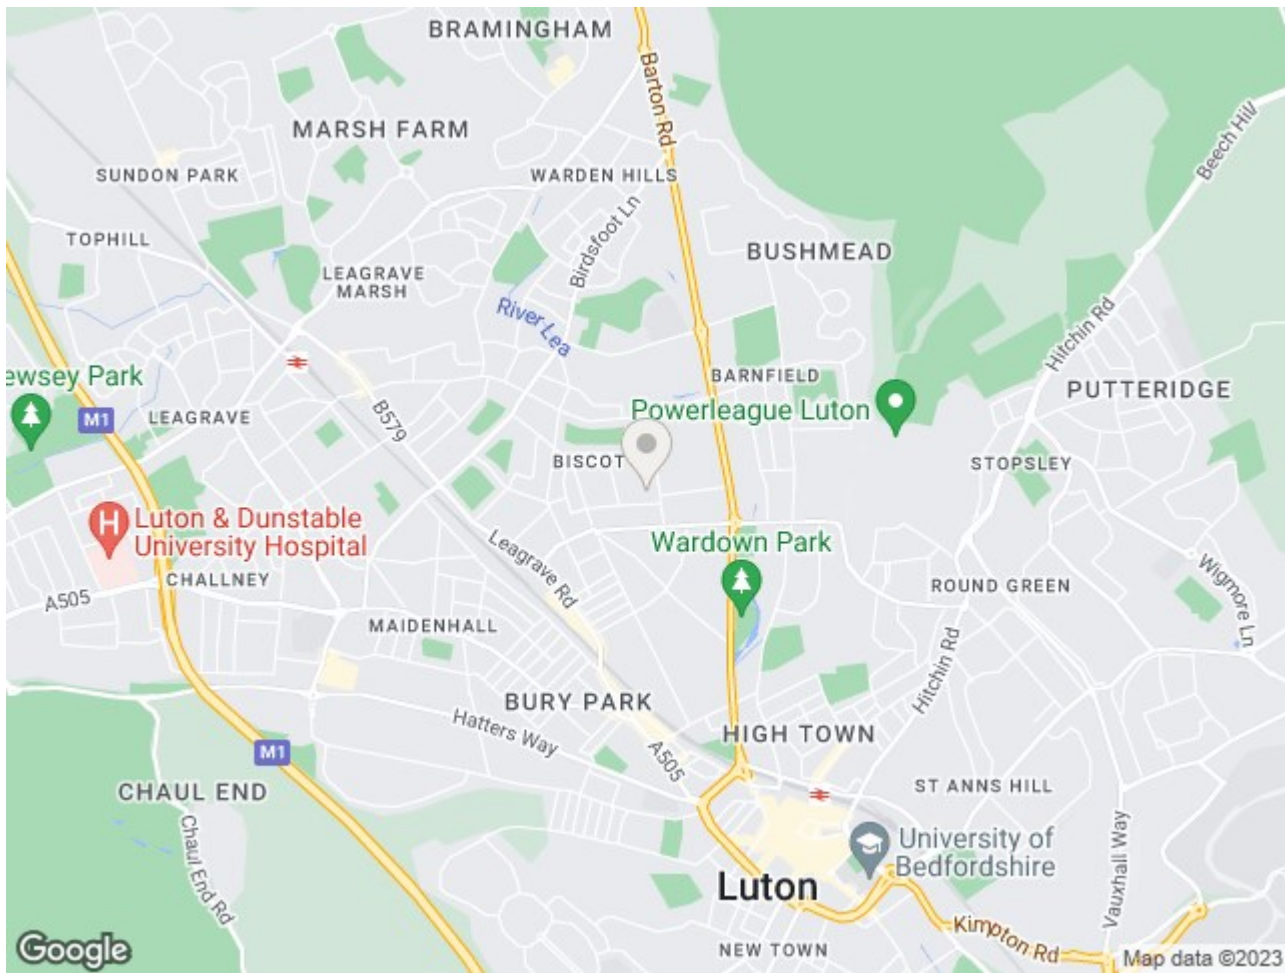 BRAMINGHAM
Barton Rd
MARSH FARM
Beech Hill
SUNDON PARK
WARDEN HILLS
Birdsfoot Ln
TOPHILL
BUSHMEAD
LEAGRAVE
MARSH
River Lea
Hitchin Rd
ewsey Park
BARNFIELD
PUTTERIDGE
M1
LEAGRAVE
B579
Powerleague Luton
BISCOT
STOPSLEY
H
Luton & Dunstable
University Hospital
Leagrave Rd
Wardown Park
CHALLNEY
A505
ROUND GREEN
Wigmore Ln
MAIDENHALL
Hitchin Rd
BURY PARK
Hatters Way
HIGH TOWN
M1
A505
CHAUL END
ST ANNS HILL
Chaul End Rd
University of
Bedfordshire
Vauxhall Way
Luton
Kimpton Rd
NEW TOWN
Google
Map data ©2023